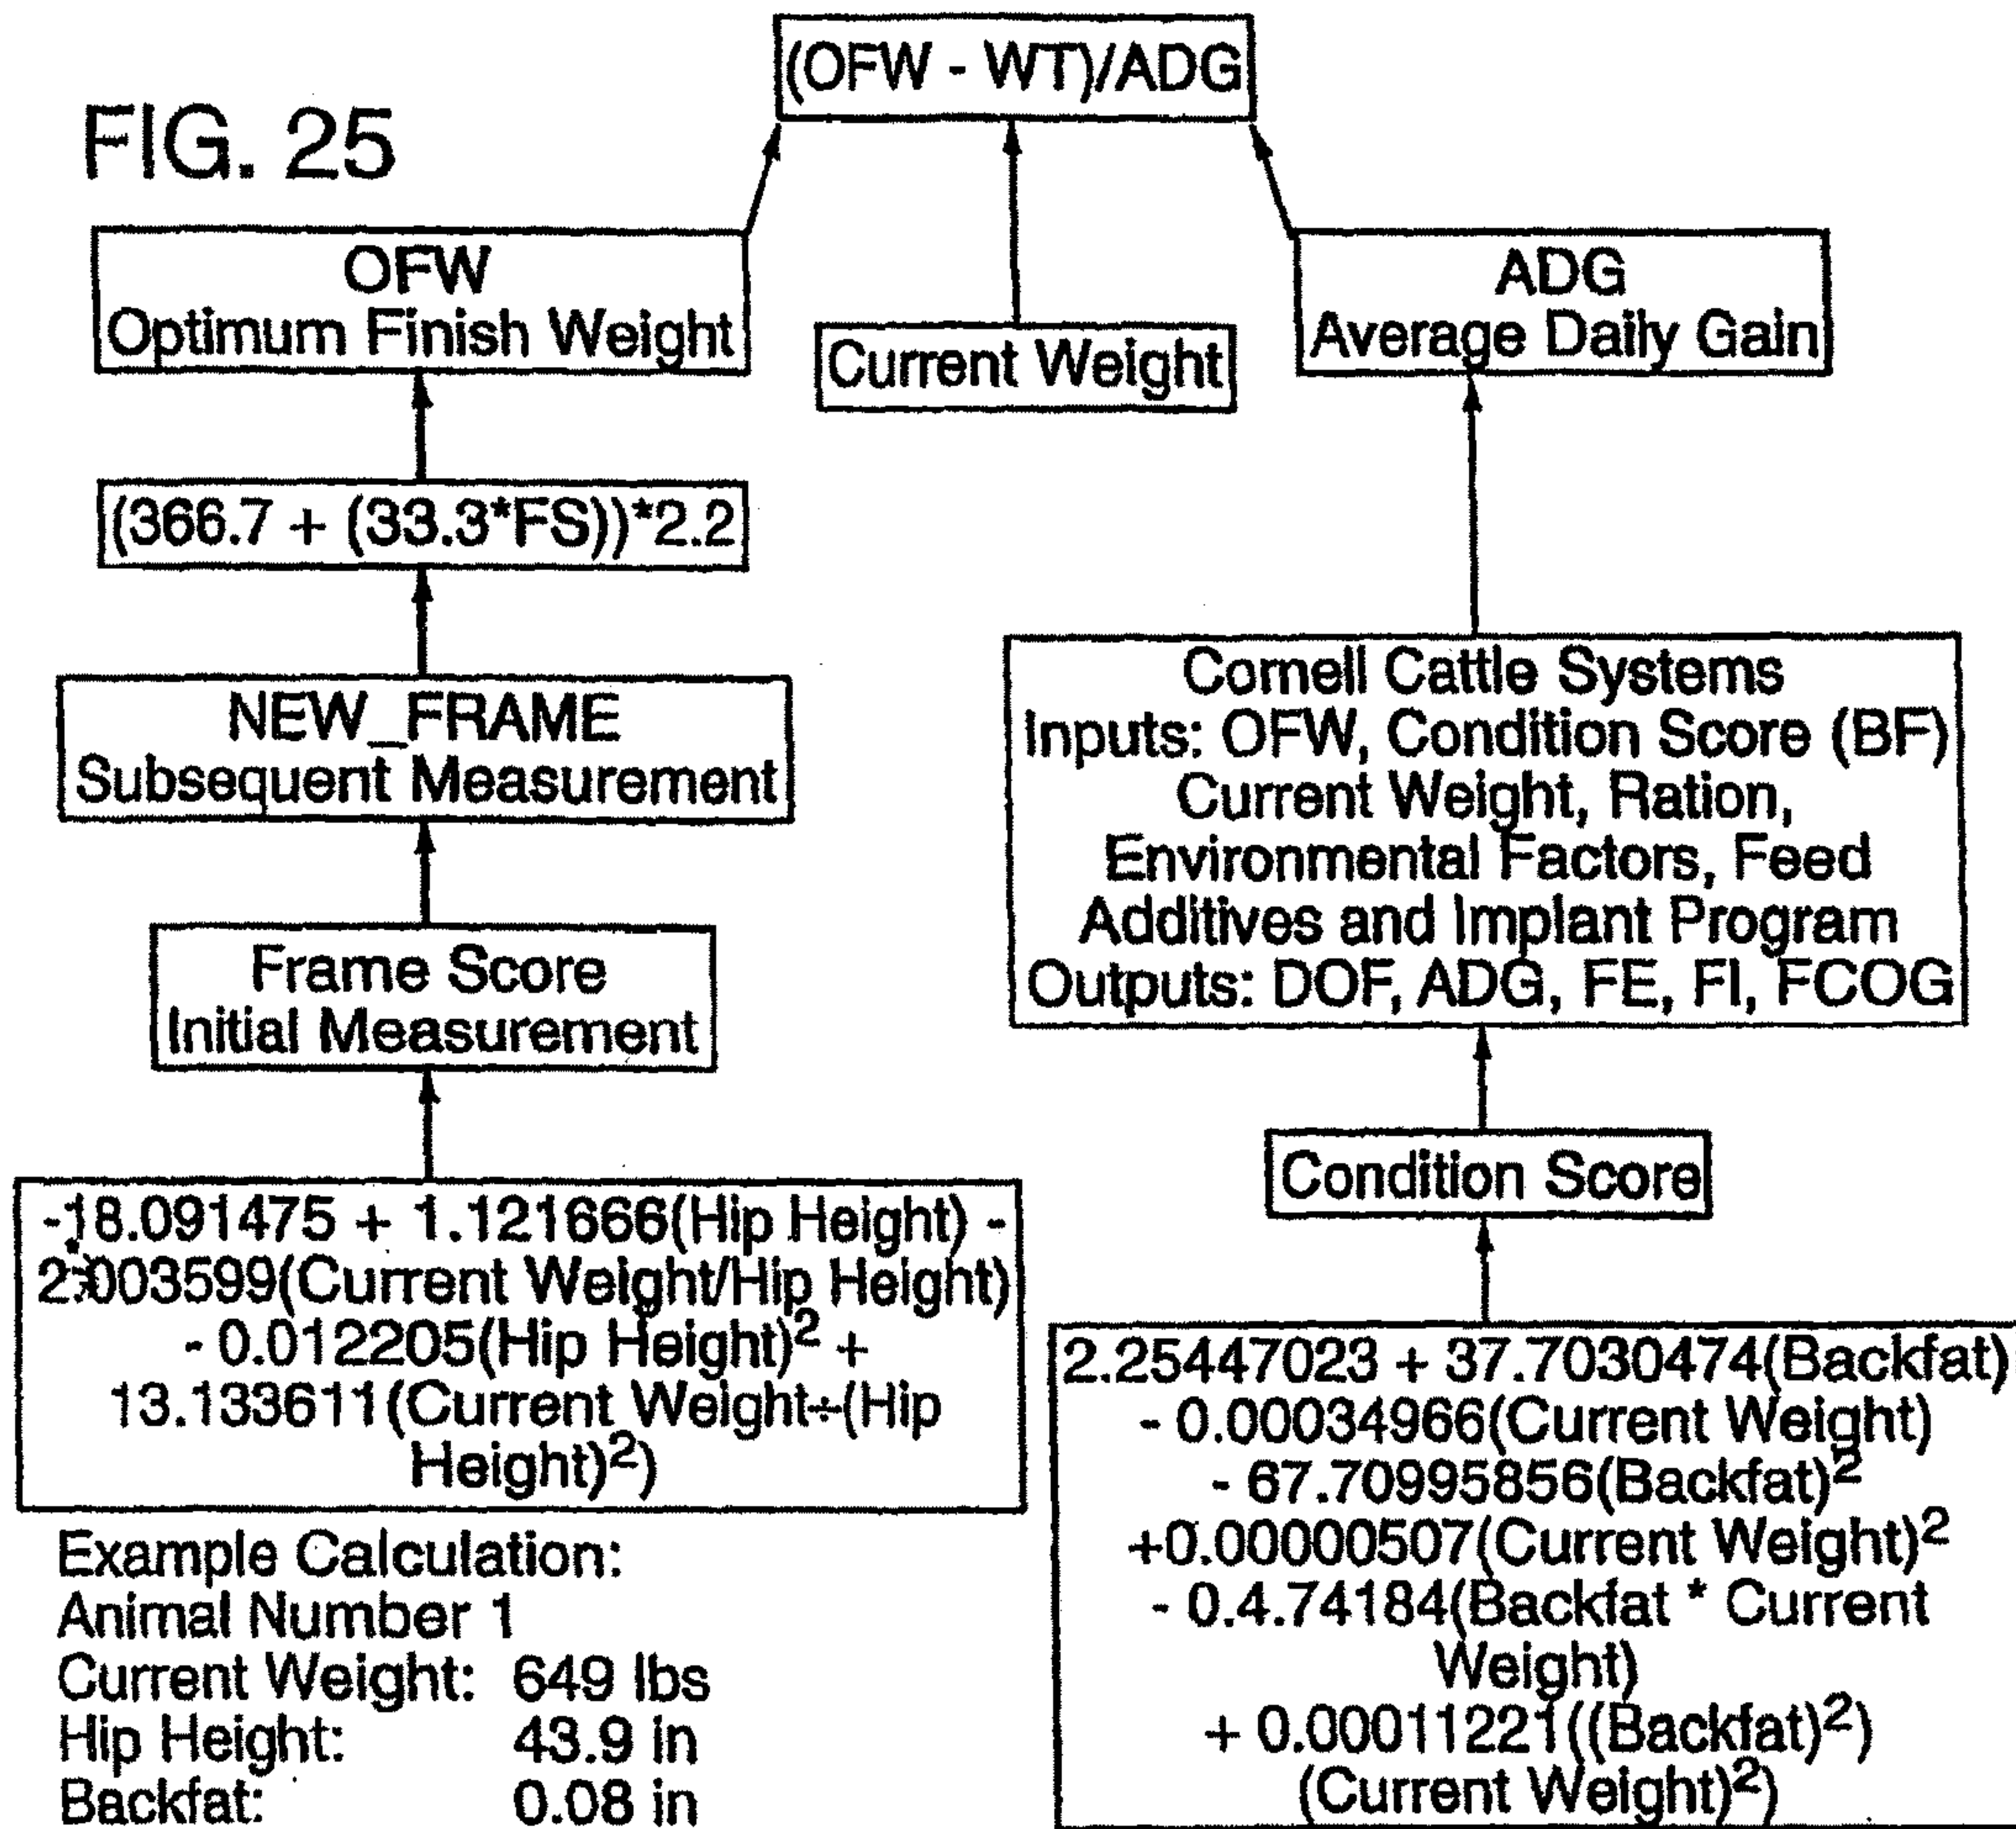 FIG. 25
(OFW - WT)/ADG
OFW
Optimum Finish Weight
Current Weight
ADG
Average Daily Gain
(366.7 + (33.3*FS))*2.2
NEW_FRAME
Subsequent Measurement
Frame Score
Initial Measurement
-18.091475 + 1.121666(Hip Height) -
2.003599(Current Weight/Hip Height)
- 0.012205(Hip Height)² +
13.133611(Current Weight÷(Hip
Height)²)
Cornell Cattle Systems
Inputs: OFW, Condition Score (BF)
Current Weight, Ration,
Environmental Factors, Feed
Additives and Implant Program
Outputs: DOF, ADG, FE, FI, FCOG
Condition Score
2.25447023 + 37.7030474(Backfat)
- 0.00034966(Current Weight)
- 67.70995856(Backfat)²
+0.00000507(Current Weight)²
- 0.4.74184(Backfat * Current
Weight)
+ 0.00011221((Backfat)²)
(Current Weight)²)
Example Calculation:
Animal Number 1
Current Weight: 649 lbs
Hip Height: 43.9 in
Backfat: 0.08 in